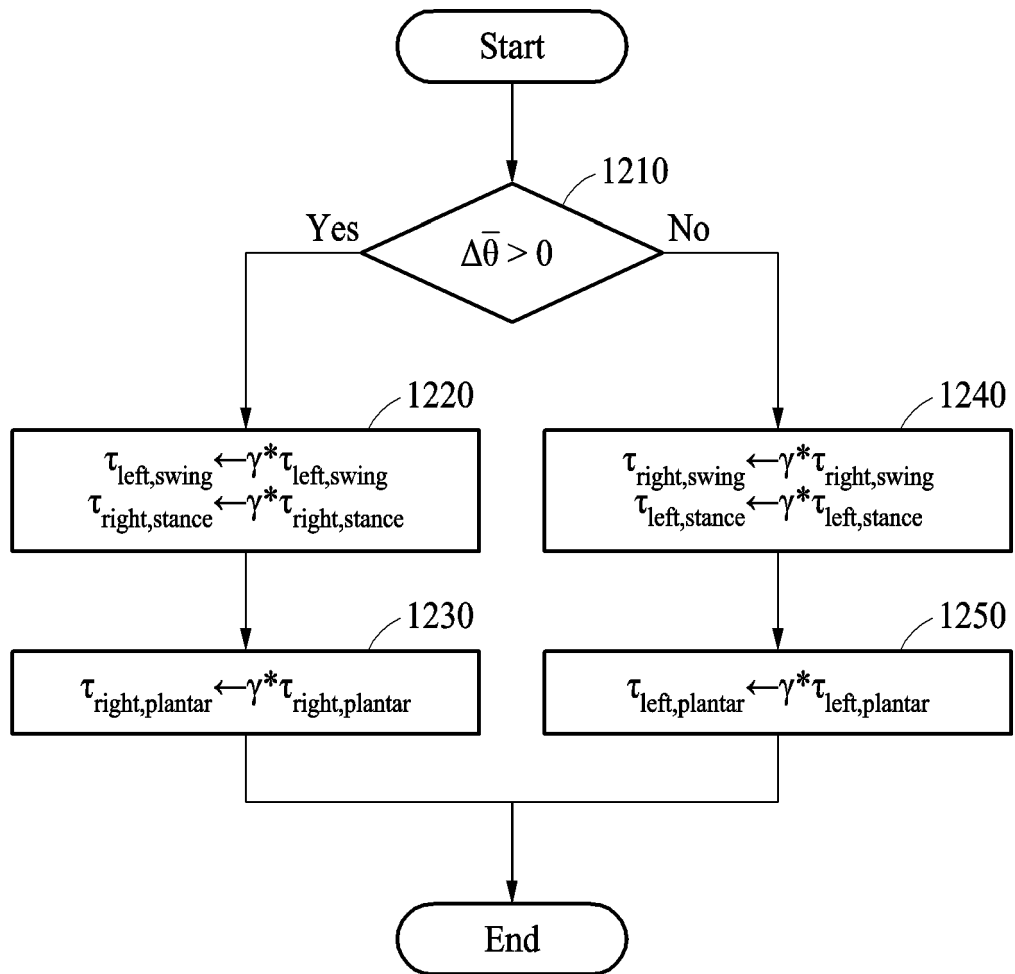 Start
1210
Yes
Δθ̅ > 0
No
1220
τleft,swing←γ*τleft,swing
τright,stance←γ*τright,stance
1240
τright,swing←γ*τright,swing
τleft,stance←γ*τleft,stance
1230
τright,plantar←γ*τright,plantar
1250
τleft,plantar←γ*τleft,plantar
End